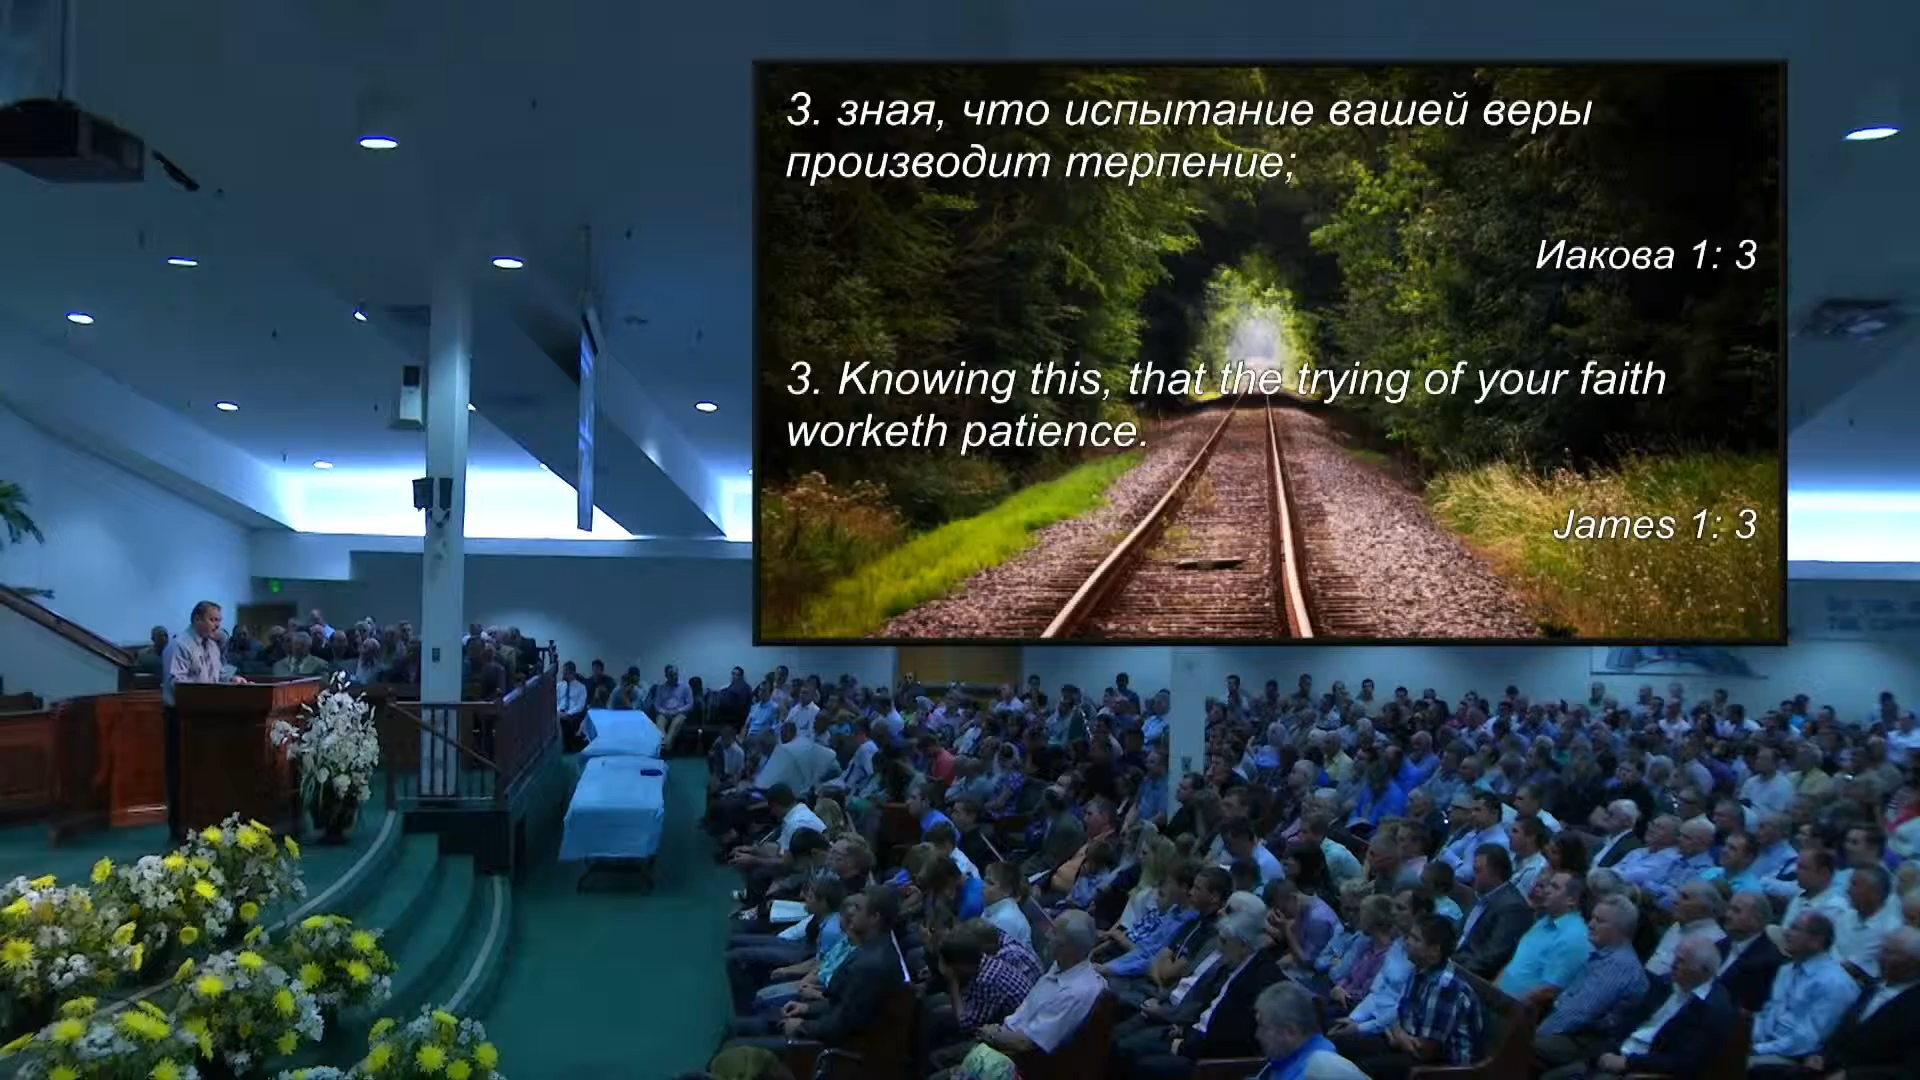 3. зная, что испытание вашей веры
производит терпение;
Иакова 1: 3
3. Knowing this, that the trying of your faith
worketh patience.
James 1: 3